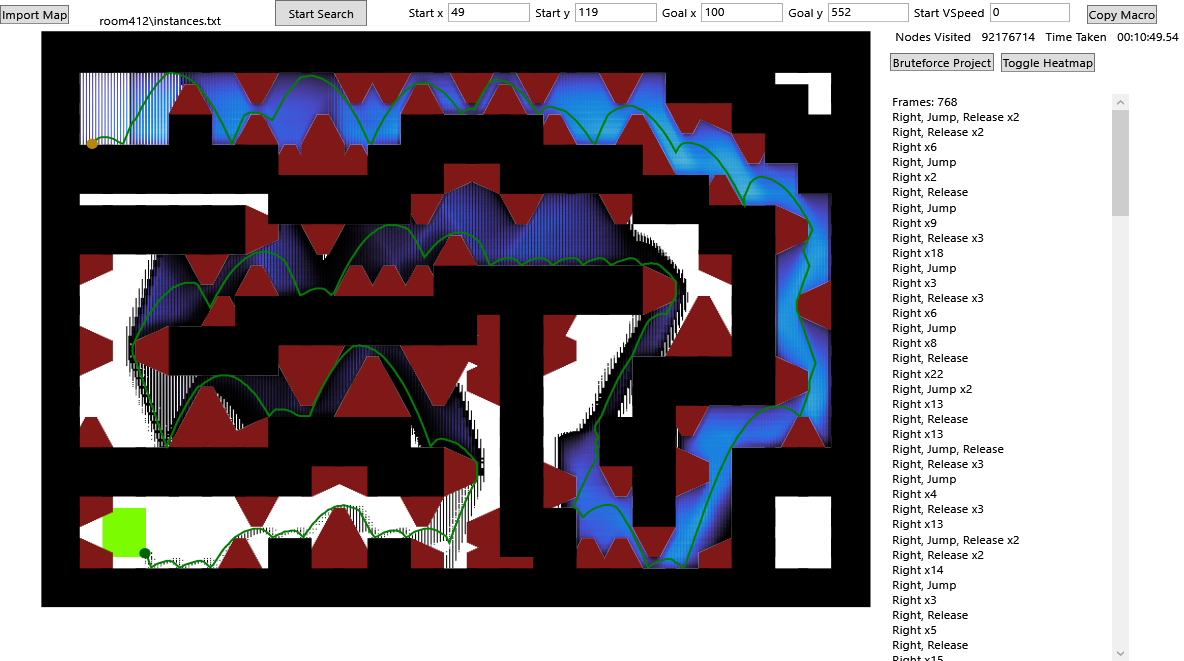 Import Map
room412\instances.txt
Start Search
Start x 49 Start y 119 Goal x 100 Goal y 552 Start VSpeed 0
Copy Macro
Nodes Visited 92176714 Time Taken 00:10:49.54
Bruteforce Project Toggle Heatmap
Frames: 768
Right, Jump, Release x2
Right, Release x2
Right x6
Right, Jump
Right x2
Right, Release
Right, Jump
Right x9
Right, Release x3
Right x18
Right, Jump
Right x3
Right, Release x3
Right x6
Right, Jump
Right x8
Right, Release
Right x22
Right, Jump x2
Right x13
Right, Release
Right x13
Right, Jump, Release
Right, Release x3
Right, Jump
Right x4
Right, Release x3
Right x13
Right, Jump, Release x2
Right, Release x2
Right x14
Right, Jump
Right x3
Right, Release
Right x5
Right, Release
Right x15